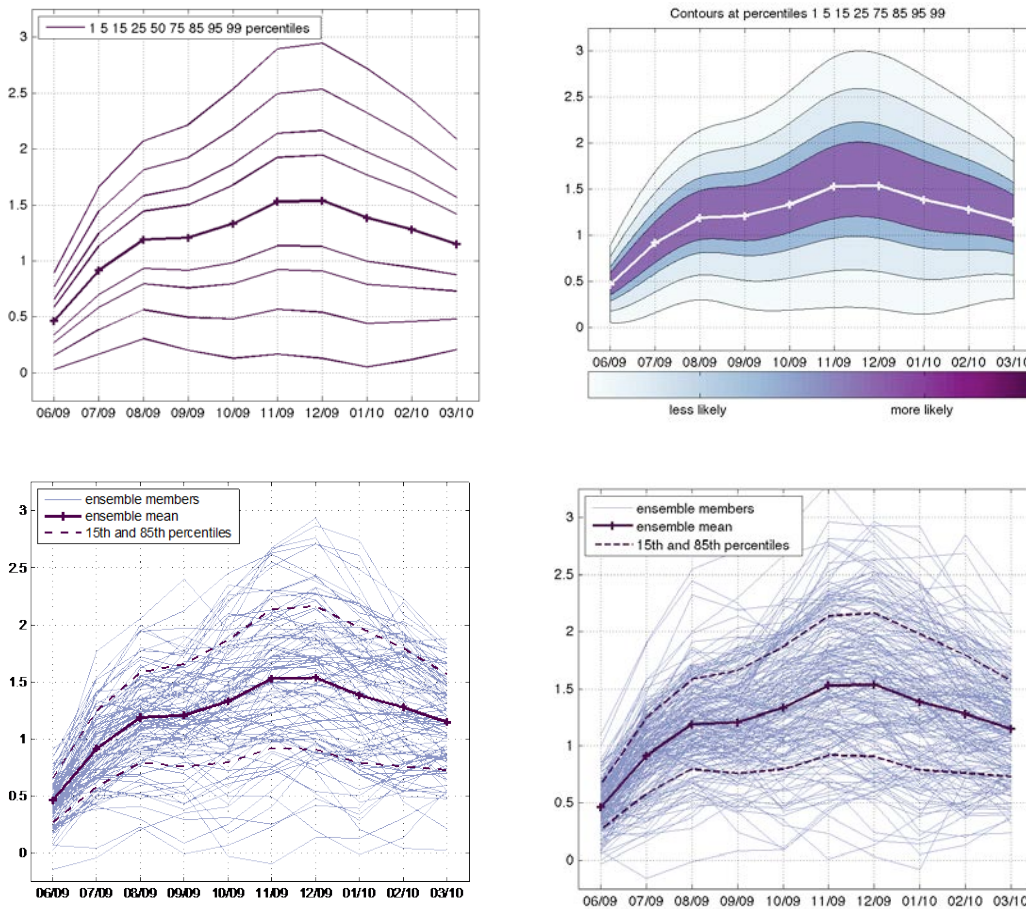 1 5 15 25 50 75 85 95 99 percentiles
3
2.5
2
1.5
1
0.5
0
06/09 07/09 08/09 09/09 10/09 11/09 12/09 01/10 02/10 03/10
Contours at percentiles 1 5 15 25 75 85 95 99
3
2.5
2
1.5
1
0.5
0
06/09 07/09 08/09 09/09 10/09 11/09 12/09 01/10 02/10 03/10
less likely more likely
ensemble members
ensemble mean
15th and 85th percentiles
3
2.5
2
1.5
1
0.5
0
06/09 07/09 08/09 09/09 10/09 11/09 12/09 01/10 02/10 03/10
ensemble members
ensemble mean
15th and 85th percentiles
3
2.5
2
1.5
1
0.5
0
06/09 07/09 08/09 09/09 10/09 11/09 12/09 01/10 02/10 03/10